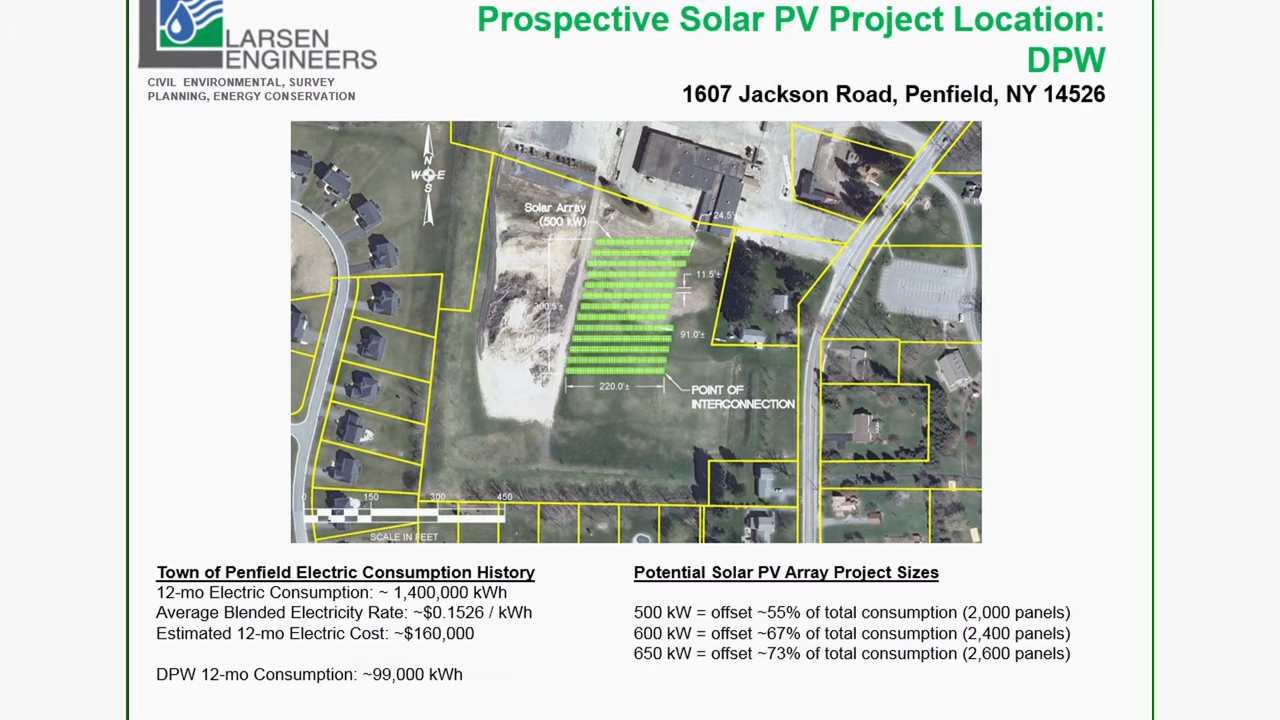 LARSEN
ENGINEERS
CIVIL ENVIRONMENTAL, SURVEY
PLANNING, ENERGY CONSERVATION
Prospective Solar PV Project Location:
DPW
1607 Jackson Road, Penfield, NY 14526
N
W E
S
Solar Array
(500 kW)
24.5'±
11.5'±
300.5'±
91.0'±
220.0'±
POINT OF
INTERCONNECTION
0 150 300 450
SCALE IN FEET
Town of Penfield Electric Consumption History
12-mo Electric Consumption: ~ 1,400,000 kWh
Average Blended Electricity Rate: ~$0.1526 / kWh
Estimated 12-mo Electric Cost: ~$160,000
DPW 12-mo Consumption: ~99,000 kWh
Potential Solar PV Array Project Sizes
500 kW = offset ~55% of total consumption (2,000 panels)
600 kW = offset ~67% of total consumption (2,400 panels)
650 kW = offset ~73% of total consumption (2,600 panels)